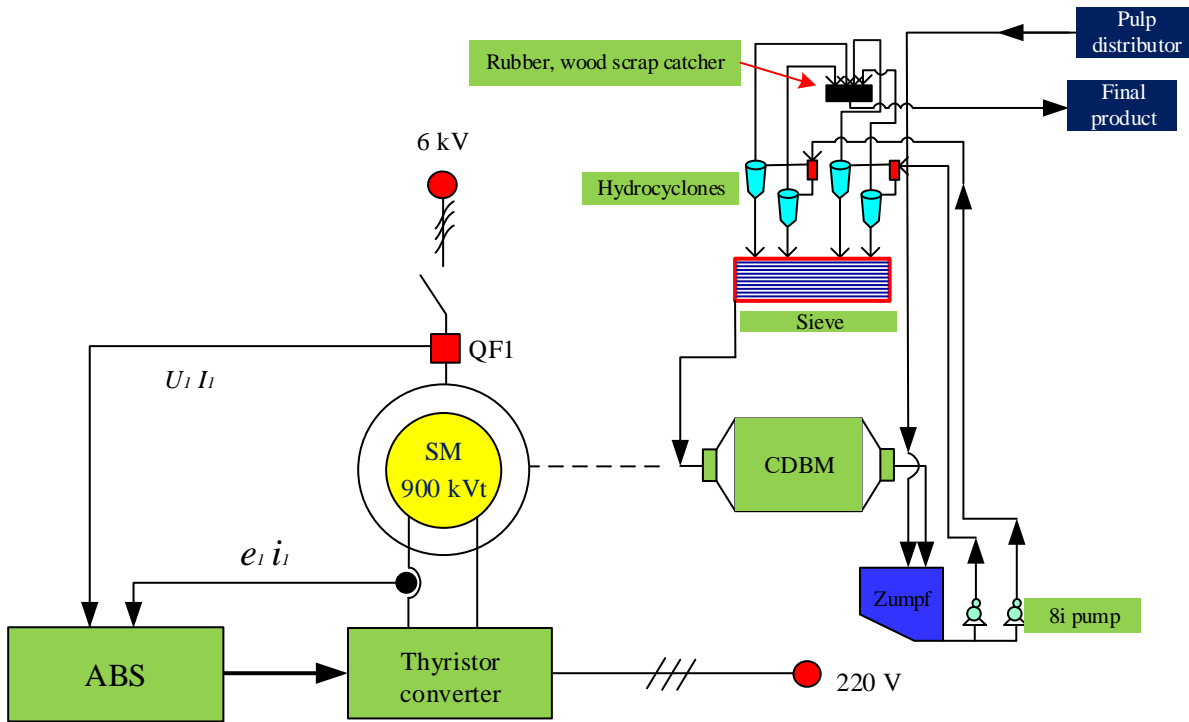 Pulp
distributor
Rubber, wood scrap catcher
Final
product
6 kV
Hydrocyclones
Sieve
QF1
U1 I1
SM
900 kVt
CDBM
e1 i1
Zumpf
8i pump
ABS
Thyristor
converter
220 V